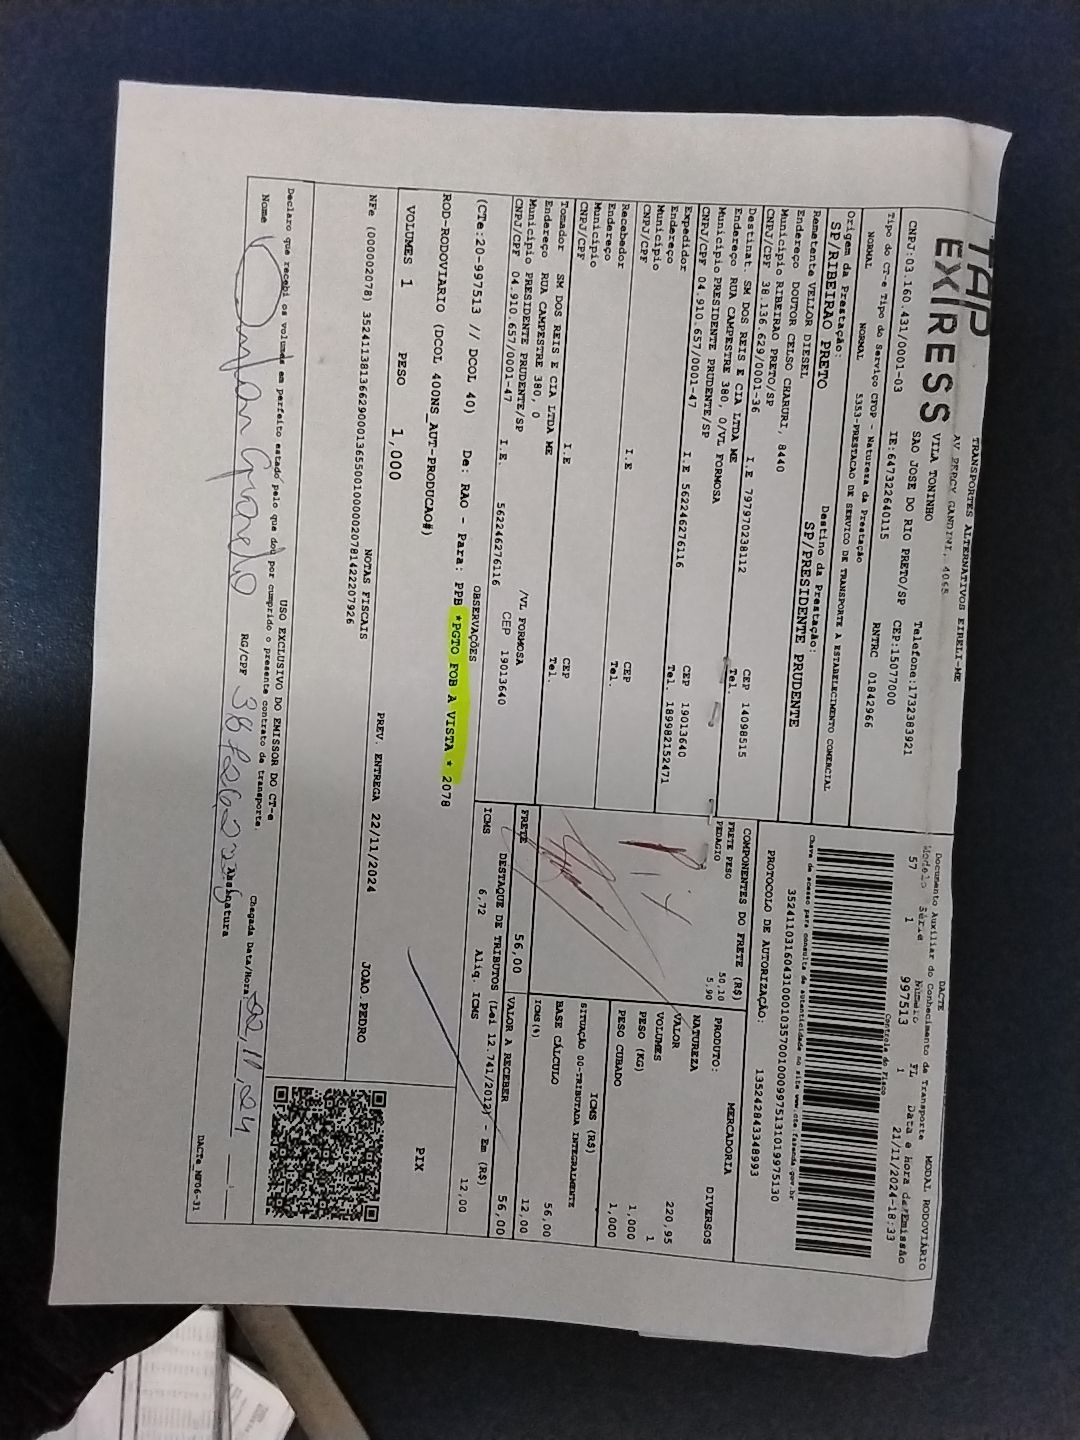 TAP
EXPRESS
TRANSPORTES ALTERNATIVOS EIRELI-ME
AV PERCY GANDINI, 4065
VILA TONINHO
SAO JOSE DO RIO PRETO/SP CEP:15077000
CNPJ:03.160.431/0001-03 IE:647322640115 Telefone:1732383921
RNTRC 01842966
Tipo do CT-e Tipo do Serviço CFOP - Natureza da Prestação
NORMAL NORMAL 5353-PRESTACAO DE SERVICO DE TRANSPORTE A ESTABELECIMENTO COMERCIAL
Origem da Prestação: Destino da Prestação:
SP/RIBEIRAO PRETO SP/PRESIDENTE PRUDENTE
Remetente VELLOR DIESEL
Endereço DOUTOR CELSO CHARURI, 8440
Município RIBEIRAO PRETO/SP CEP 14098515
CNPJ/CPF 38.136.629/0001-36 I.E 797970238112 Tel.
Destinat. SM DOS REIS E CIA LTDA ME
Endereço RUA CAMPESTRE 380, 0/VL FORMOSA
Município PRESIDENTE PRUDENTE/SP CEP 19013640
CNPJ/CPF 04.910.657/0001-47 I.E 562246276116 Tel. 189982152471
Expedidor
Endereço
Município CEP
CNPJ/CPF I.E Tel.
Recebedor
Endereço
Município CEP
CNPJ/CPF I.E Tel.
Tomador SM DOS REIS E CIA LTDA ME
Endereço RUA CAMPESTRE 380, 0 /VL FORMOSA
Município PRESIDENTE PRUDENTE/SP CEP 19013640
CNPJ/CPF 04.910.657/0001-47 I.E. 562246276116
DACTE MODAL RODOVIÁRIO
Documento Auxiliar do Conhecimento de Transporte
Modelo Série Número FL Data e hora da Emissão
57 1 997513 1 21/11/2024-18:33
Controle do Fisco
Chave de acesso para consulta de autenticidade no site www.cte.fazenda.gov.br
35241103160431000103570010009975131019975130
PROTOCOLO DE AUTORIZAÇÃO: 135242843348993
COMPONENTES DO FRETE (R$)
FRETE PESO 50,10
PEDAGIO 5,90
FRETE 56,00
MERCADORIA
PRODUTO: DIVERSOS
NATUREZA
VALOR 220,95
VOLUMES 1
PESO (KG) 1,000
PESO CUBADO 1,000
ICMS (R$)
SITUAÇÃO 00-TRIBUTADA INTEGRALMENTE
BASE CÁLCULO 56,00
ICMS(%) 12,00
VALOR A RECEBER 56,00
DESTAQUE DE TRIBUTOS (Lei 12.741/2012) - Em (R$)
ICMS 6,72 Alíq. ICMS 12,00
OBSERVAÇÕES
(CTe:20-997513 // DCOL 40) De: RAO - Para: PPB *PGTO FOB A VISTA * 2078
ROD-RODOVIARIO (DCOL 400NS_AUT-PRODUCAO#)
VOLUMES 1 PESO 1,000 PREV. ENTREGA 22/11/2024 JOAO.PEDRO
PIX
NOTAS FISCAIS
NFe (000002078) 35241138136629000136550010000020781422207926
USO EXCLUSIVO DO EMISSOR DO CT-e
Declaro que recebi os volumes em perfeito estado pelo que dou por cumprido o presente contrato de transporte.
Chegada Data/Hora 22,11,24
Nome RG/CPF Assinatura
DACTe_MP06-31